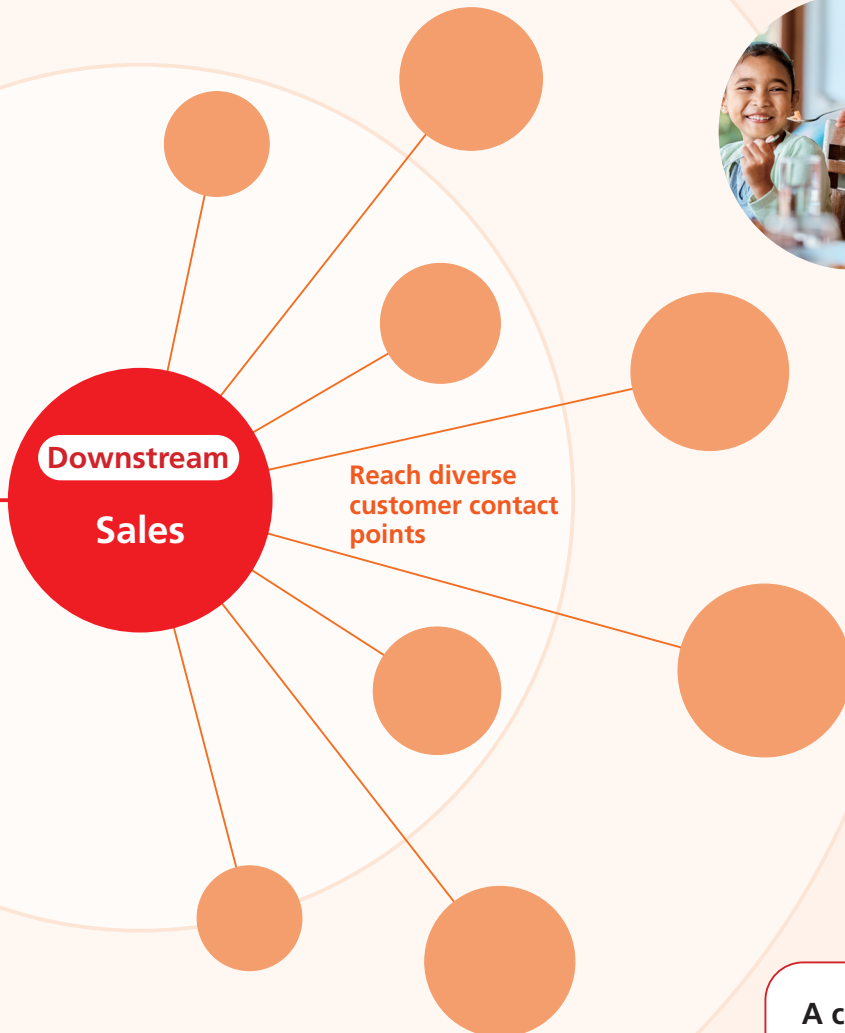 Downstream
Sales
Reach diverse
customer contact
points
A c